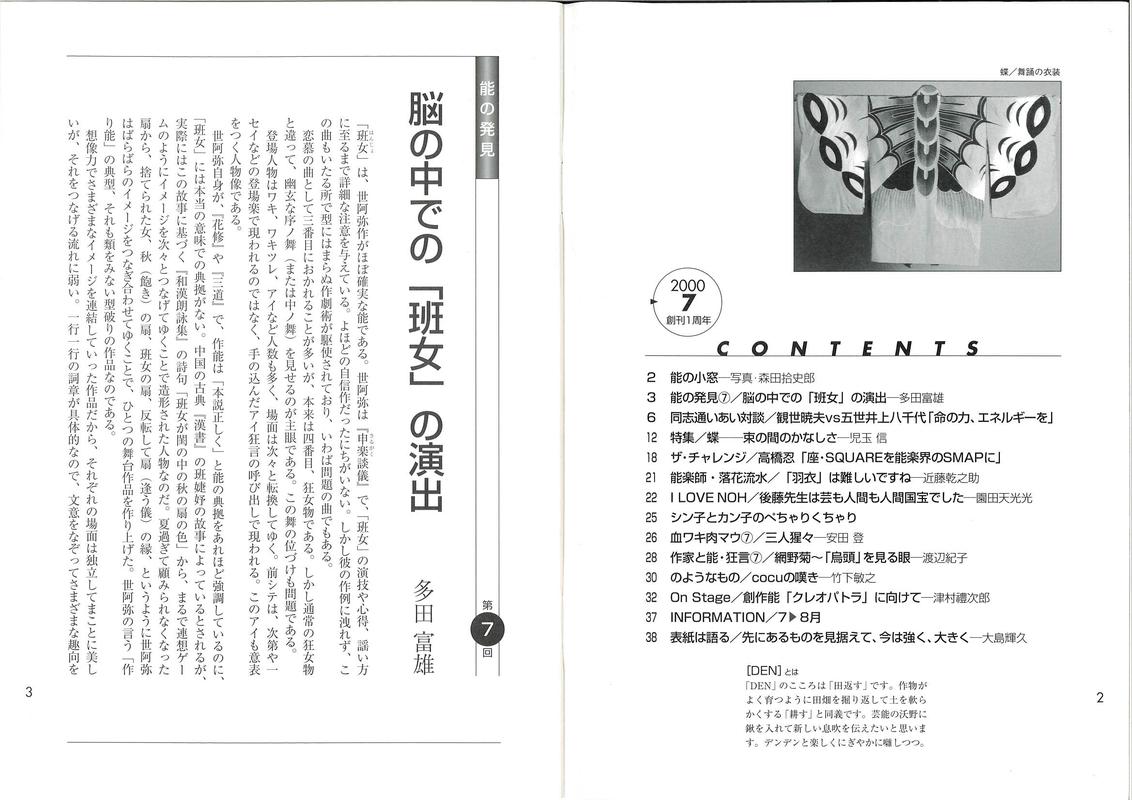 蝶／舞踊の衣装
2000
7
創刊1周年
CONTENTS
2 能の小窓─写真・森田拾史郎
3 能の発見⑦／脳の中での「班女」の演出─多田富雄
6 同志通いあい対談／観世暁夫vs五世井上八千代「命の力、エネルギーを」
12 特集／蝶──束の間のかなしさ─児玉 信
18 ザ・チャレンジ／高橋忍「座・SQUAREを能楽界のSMAPに」
21 能楽師・落花流水／「羽衣」は難しいですね─近藤乾之助
22 I LOVE NOH／後藤先生は芸も人間も人間国宝でした─園田天光光
25 シン子とカン子のぺちゃりくちゃり
26 血ワキ肉マウ⑦／三人猩々─安田 登
28 作家と能・狂言⑦／網野菊～「烏頭」を見る眼─渡辺紀子
30 のようなもの／cocuの嘆き─竹下敏之
32 On Stage／創作能「クレオパトラ」に向けて─津村禮次郎
37 INFORMATION／7▶8月
38 表紙は語る／先にあるものを見据えて、今は強く、大きく─大島輝久
［DEN］とは
「DEN」のこころは「田返す」です。作物が
よく育つように田畑を掘り返して土を軟ら
かくする「耕す」と同義です。芸能の沃野に
鍬を入れて新しい息吹を伝えたいと思いま
す。デンデンと楽しくにぎやかに囃しつつ。
2
能の発見
第7回
脳の中での「班女」の演出
多田 富雄
「班女」は、世阿弥作がほぼ確実な能である。世阿弥は『申楽談儀』で、「班女」の演技や心得、謡い方
に至るまで詳細な注意を与えている。よほどの自信作だったにちがいない。しかし彼の作例に洩れず、こ
の曲もいたる所で型にはまらぬ作劇術が駆使されており、いわば問題の曲でもある。
恋慕の曲として三番目におかれることが多いが、本来は四番目、狂女物である。しかし通常の狂女物
と違って、幽玄な序ノ舞（または中ノ舞）を見せるのが主眼である。この舞の位づけも問題である。
登場人物はワキ、ワキツレ、アイなど人数も多く、場面は次々と転換してゆく。前シテは、次第や一
セイなどの登場楽で現われるのではなく、手の込んだアイ狂言の呼び出しで現われる。このアイも意表
をつく人物像である。
世阿弥自身が、『花修』や『三道』で、作能は「本説正しく」と能の典拠をあれほど強調しているのに、
「班女」には本当の意味での典拠がない。中国の古典『漢書』の班婕妤の故事によっているとされるが、
実際にはこの故事に基づく『和漢朗詠集』の詩句「班女が閨の中の秋の扇の色」から、まるで連想ゲー
ムのようにイメージを次々とつなげてゆくことで造形された人物なのだ。夏過ぎて顧みられなくなった
扇から、捨てられた女、秋（飽き）の扇、班女の扇、反転して扇（逢う儀）の縁、というように世阿弥
はばらばらのイメージをつなぎ合わせてゆくことで、ひとつの舞台作品を作り上げた。世阿弥の言う「作
り能」の典型、それも類をみない型破りの作品なのである。
想像力でさまざまなイメージを連結していった作品だから、それぞれの場面は独立してまことに美し
いが、それをつなげる流れに弱い。一行一行の詞章が具体的なので、文意をなぞってさまざまな趣向を
3